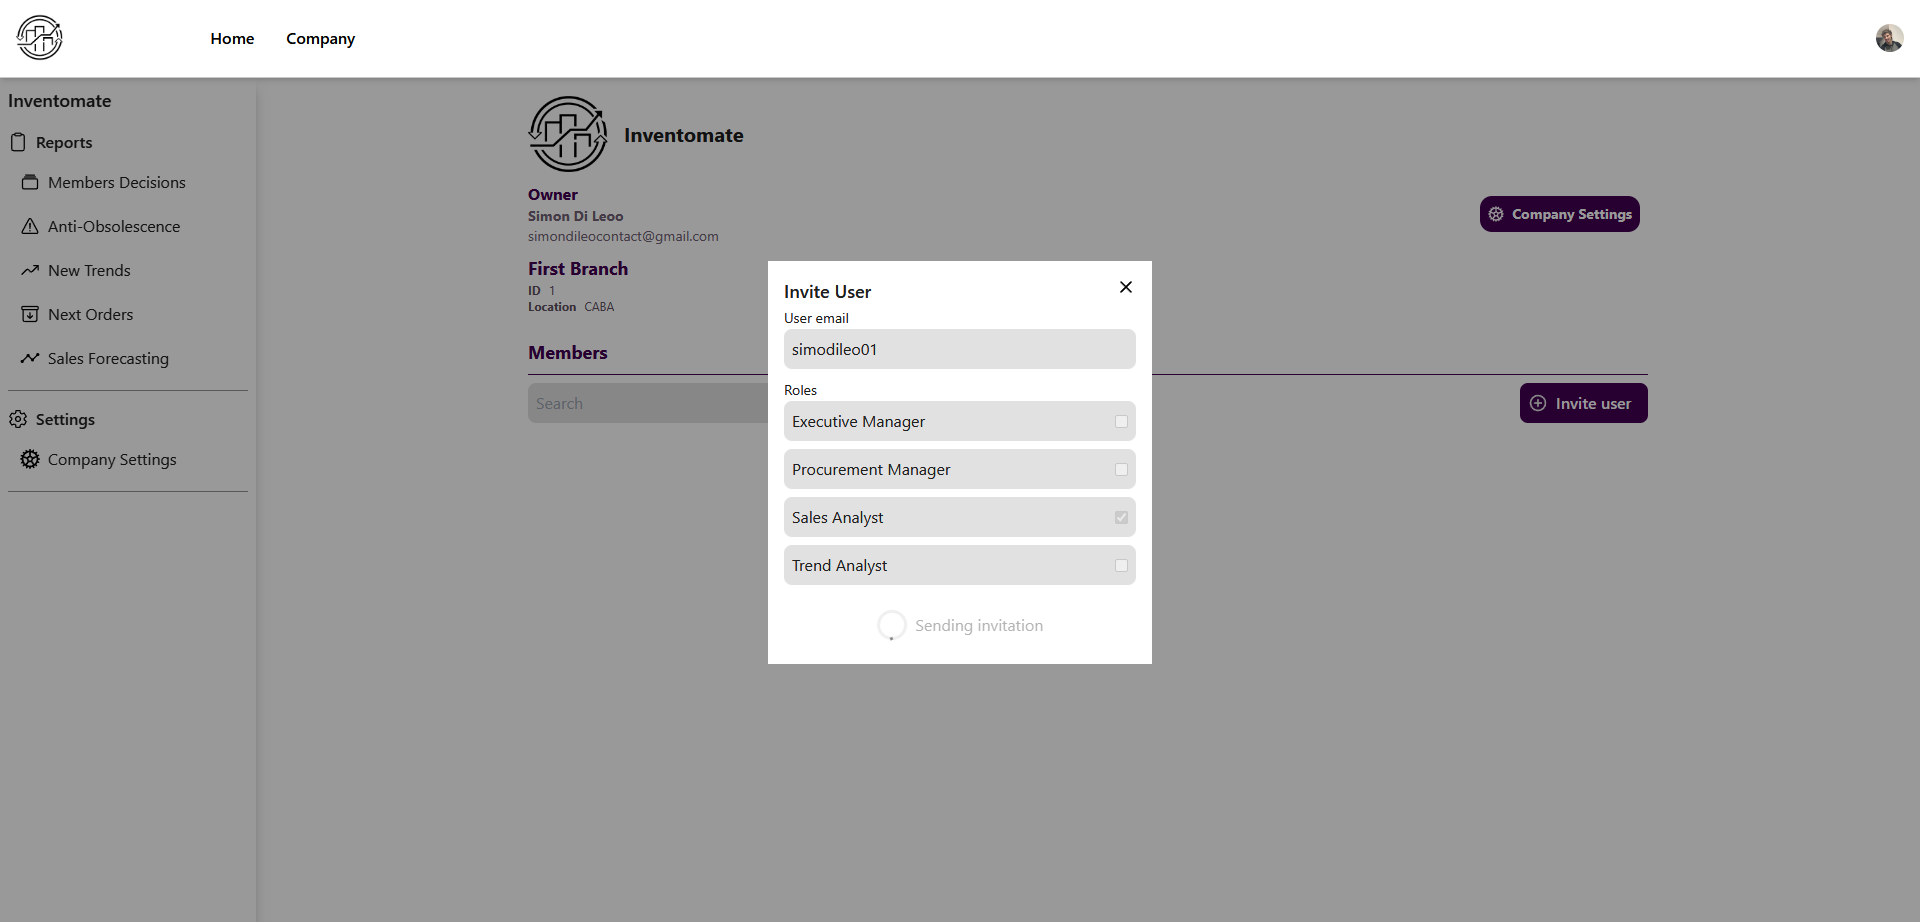 Home
Company
Inventomate
Reports
Members Decisions
Anti-Obsolescence
New Trends
Next Orders
Sales Forecasting
Settings
Company Settings
Inventomate
Owner
Simon Di Leoo
simondileocontact@gmail.com
Company Settings
First Branch
ID 1
Location CABA
Members
Search
Invite user
Invite User
User email
simodileo01
Roles
Executive Manager
Procurement Manager
Sales Analyst
Trend Analyst
Sending invitation